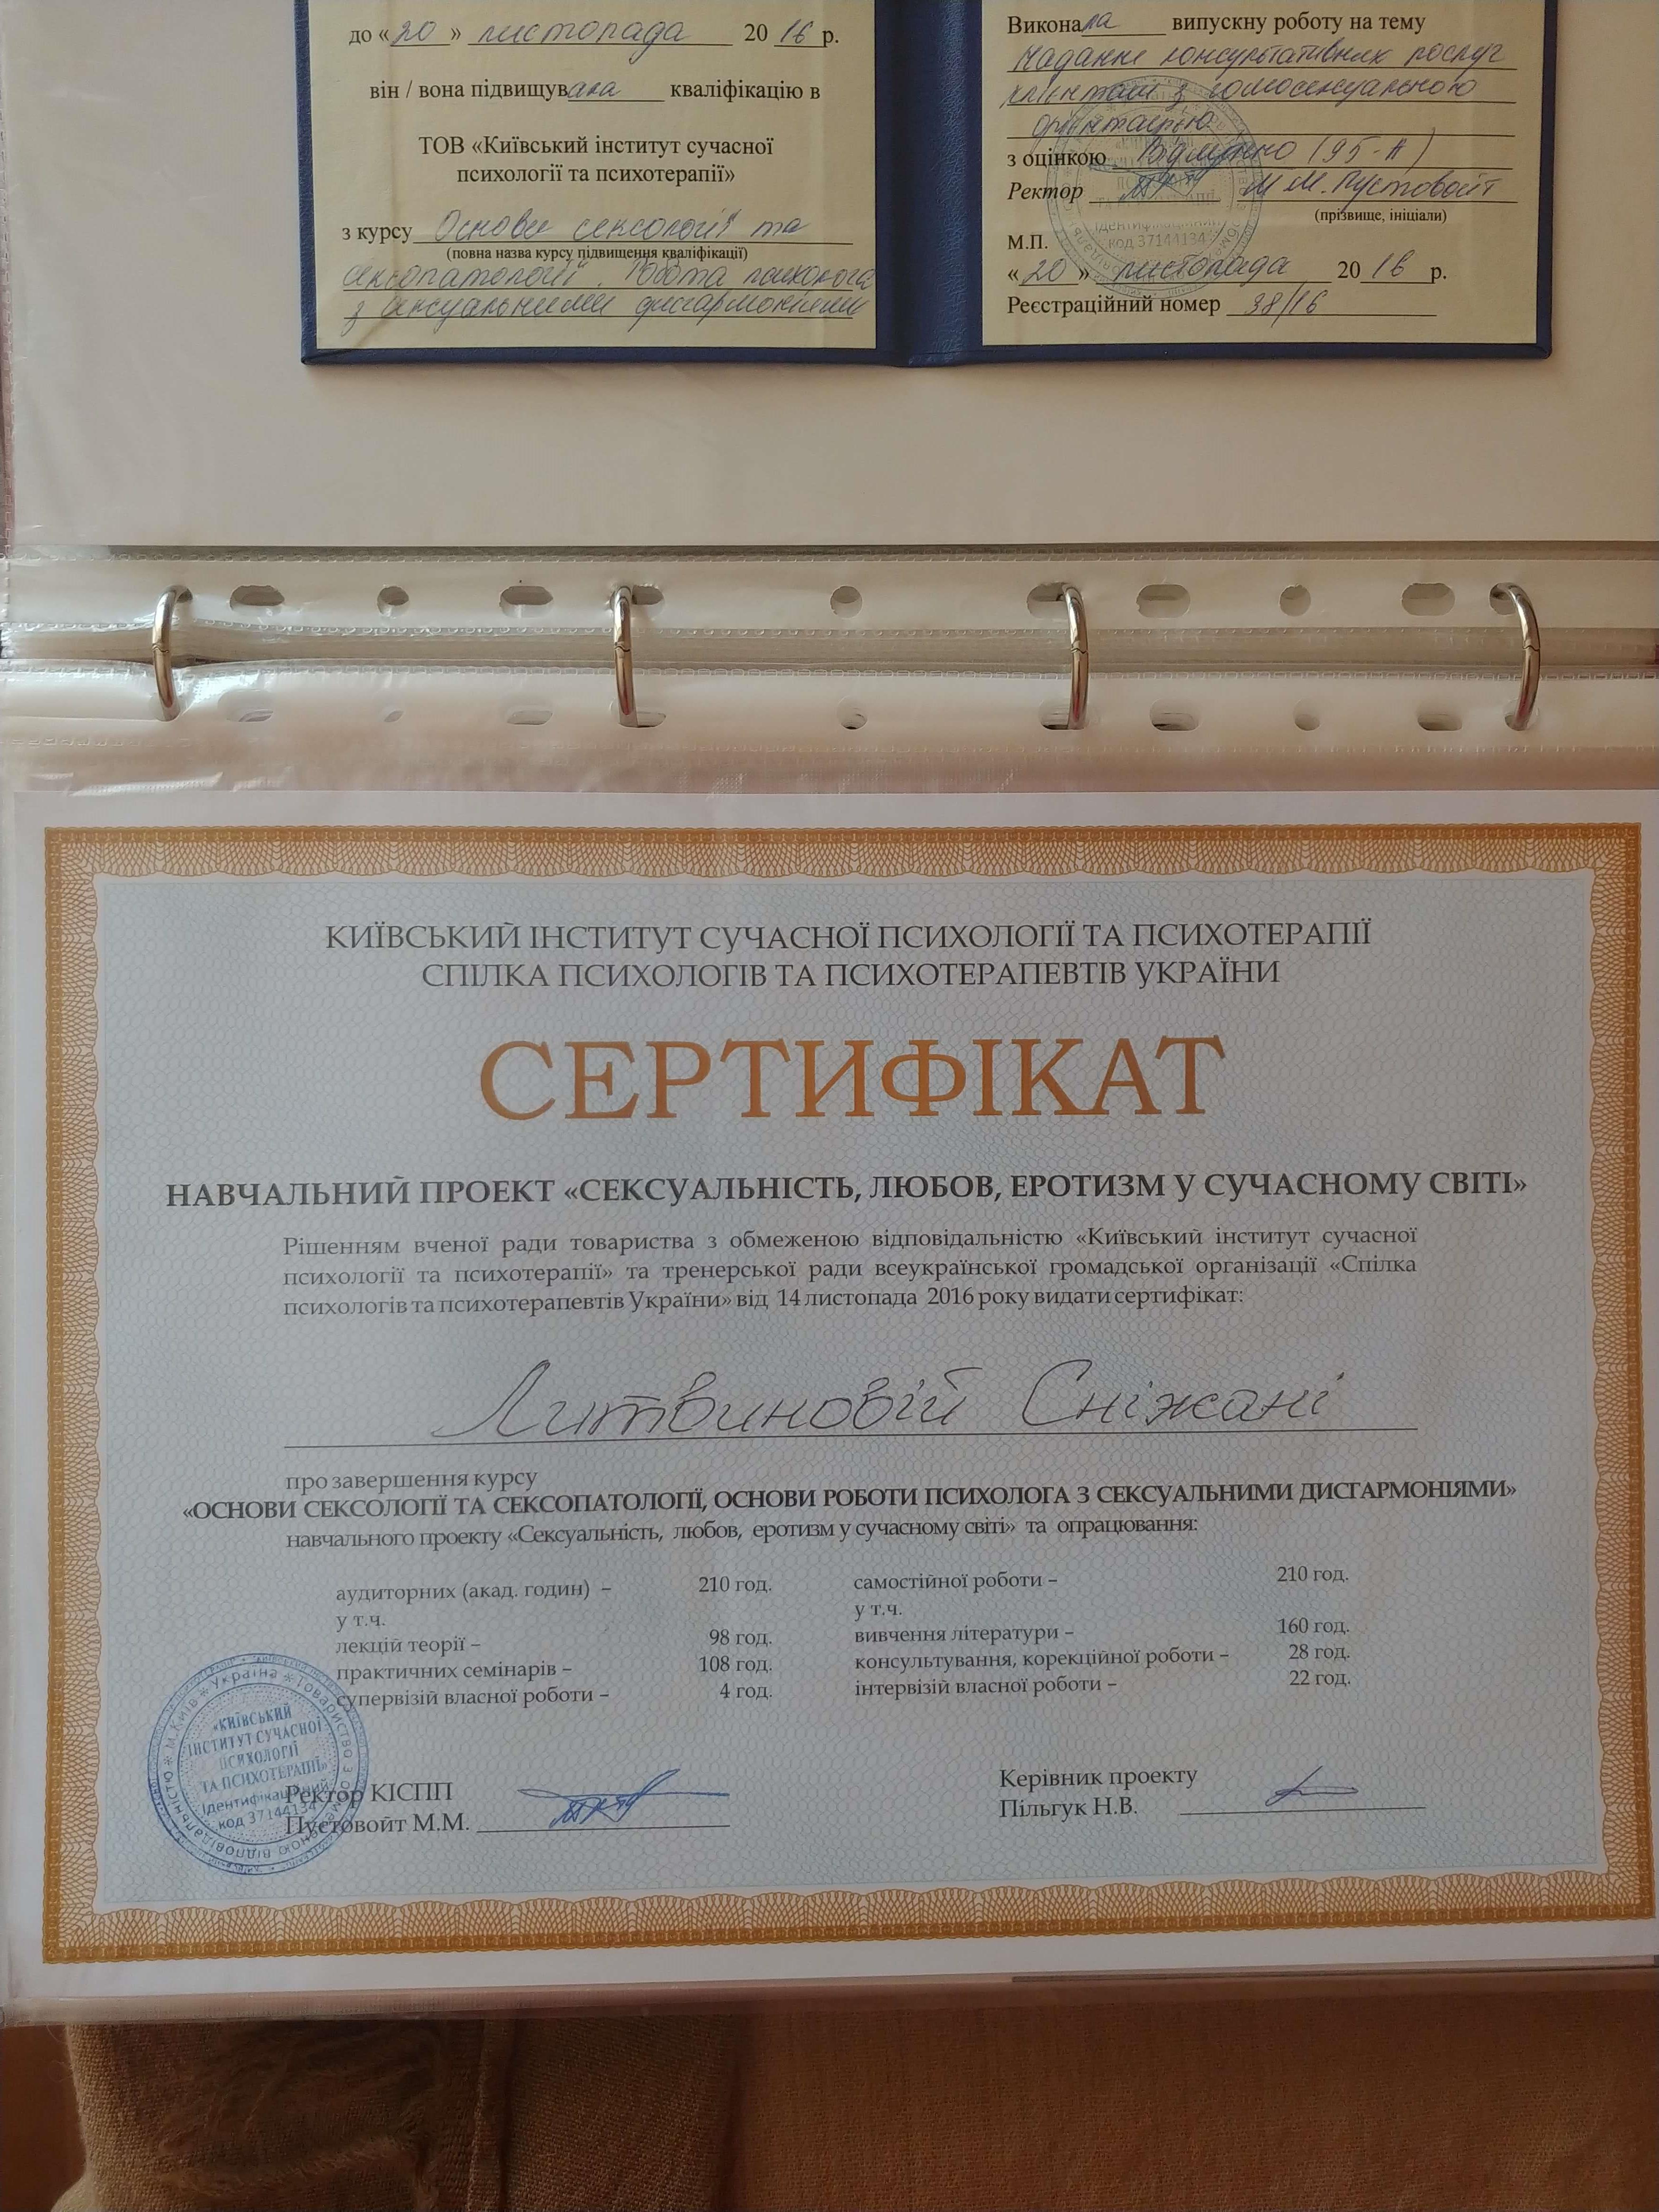 до «20» листопада 2016 р.
він / вона підвищувала кваліфікацію в
ТОВ «Київський інститут сучасної
психології та психотерапії»
з курсу Основи сексології та
(повна назва курсу підвищення кваліфікації)
сексопатології. Робота психолога
з сексуальними дисгармоніями
Виконала випускну роботу на тему
Надання консультативних послуг
клієнтам з гомосексуальною
орієнтацією
з оцінкою Відмінно (95-А)
Ректор М.М. Пустовойт
(прізвище, ініціали)
М.П.
«20» листопада 2016 р.
Реєстраційний номер 38/16
ідентифікаційний
код 37144134
КИЇВСЬКИЙ ІНСТИТУТ СУЧАСНОЇ ПСИХОЛОГІЇ ТА ПСИХОТЕРАПІЇ
СПІЛКА ПСИХОЛОГІВ ТА ПСИХОТЕРАПЕВТІВ УКРАЇНИ
СЕРТИФІКАТ
НАВЧАЛЬНИЙ ПРОЕКТ «СЕКСУАЛЬНІСТЬ, ЛЮБОВ, ЕРОТИЗМ У СУЧАСНОМУ СВІТІ»
Рішенням вченої ради товариства з обмеженою відповідальністю «Київський інститут сучасної
психології та психотерапії» та тренерської ради всеукраїнської громадської організації «Спілка
психологів та психотерапевтів України» від 14 листопада 2016 року видати сертифікат:
Литвиновій Сніжані
про завершення курсу
«ОСНОВИ СЕКСОЛОГІЇ ТА СЕКСОПАТОЛОГІЇ, ОСНОВИ РОБОТИ ПСИХОЛОГА З СЕКСУАЛЬНИМИ ДИСГАРМОНІЯМИ»
навчального проекту «Сексуальність, любов, еротизм у сучасному світі» та опрацювання:
аудиторних (акад. годин) – 210 год.
у т.ч.
лекцій теорії – 98 год.
практичних семінарів – 108 год.
супервізій власної роботи – 4 год.
самостійної роботи – 210 год.
у т.ч.
вивчення літератури – 160 год.
консультування, корекційної роботи – 28 год.
інтервізій власної роботи – 22 год.
Україна * Товариство з обмеженою відповідальністю * м.Київ *
«КИЇВСЬКИЙ
ІНСТИТУТ СУЧАСНОЇ
ПСИХОЛОГІЇ
ТА ПСИХОТЕРАПІЇ»
Ідентифікаційний
код 37144134
Ректор КІСПП
Пустовойт М.М.
Керівник проекту
Пільгук Н.В.